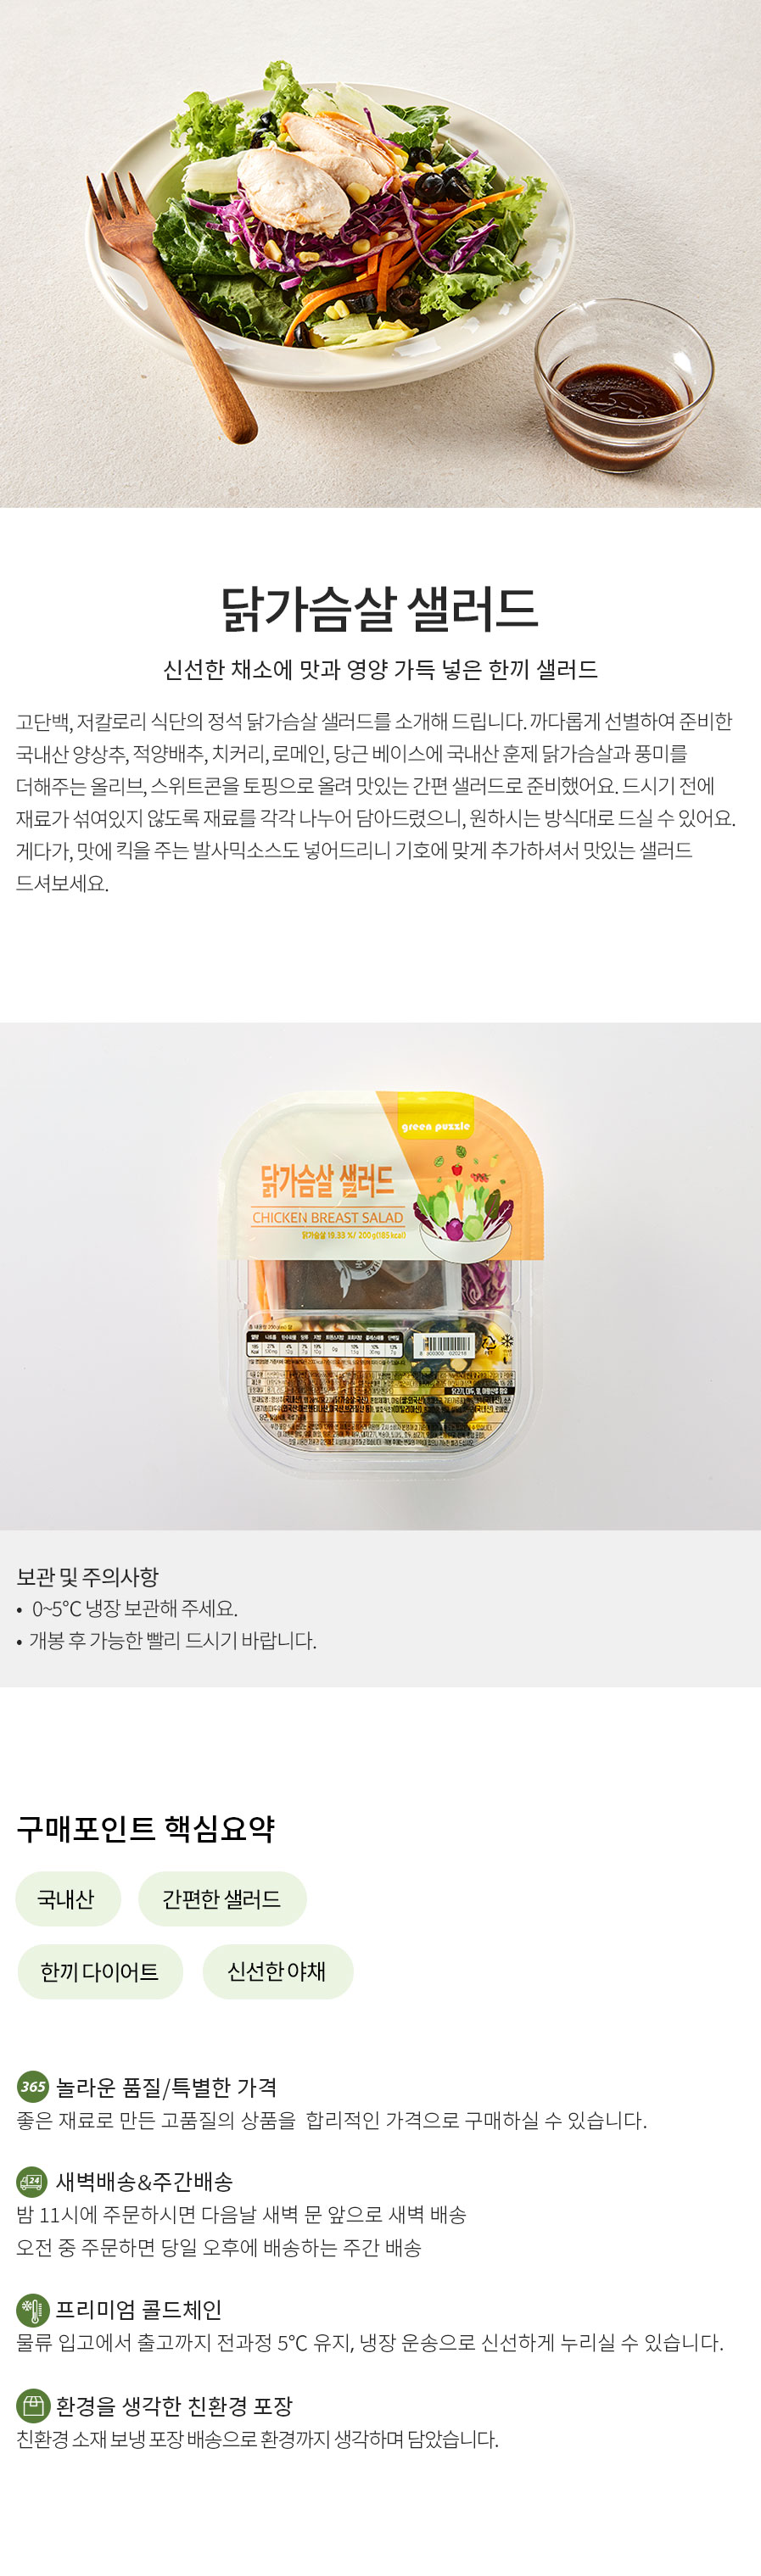 닭가슴살 샐러드
신선한 채소에 맛과 영양 가득 넣은 한끼 샐러드
고단백, 저칼로리 식단의 정석 닭가슴살 샐러드를 소개해 드립니다. 까다롭게 선별하여 준비한
국내산 양상추, 적양배추, 치커리, 로메인, 당근 베이스에 국내산 훈제 닭가슴살과 풍미를
더해주는 올리브, 스위트콘을 토핑으로 올려 맛있는 간편 샐러드로 준비했어요. 드시기 전에
재료가 섞여있지 않도록 재료를 각각 나누어 담아드렸으니, 원하시는 방식대로 드실 수 있어요.
게다가, 맛에 킥을 주는 발사믹소스도 넣어드리니 기호에 맞게 추가하셔서 맛있는 샐러드
드셔보세요.
green puzzle
닭가슴살 샐러드
CHICKEN BREAST SALAD
닭가슴살 19.33 %/ 200 g(185 kcal)
보관 및 주의사항
• 0~5℃ 냉장 보관해 주세요.
• 개봉 후 가능한 빨리 드시기 바랍니다.
구매포인트 핵심요약
국내산 간편한 샐러드
한끼 다이어트 신선한 야채
365 놀라운 품질/특별한 가격
좋은 재료로 만든 고품질의 상품을 합리적인 가격으로 구매하실 수 있습니다.
24 새벽배송&주간배송
밤 11시에 주문하시면 다음날 새벽 문 앞으로 새벽 배송
오전 중 주문하면 당일 오후에 배송하는 주간 배송
프리미엄 콜드체인
물류 입고에서 출고까지 전과정 5℃ 유지, 냉장 운송으로 신선하게 누리실 수 있습니다.
환경을 생각한 친환경 포장
친환경 소재 보냉 포장 배송으로 환경까지 생각하며 담았습니다.